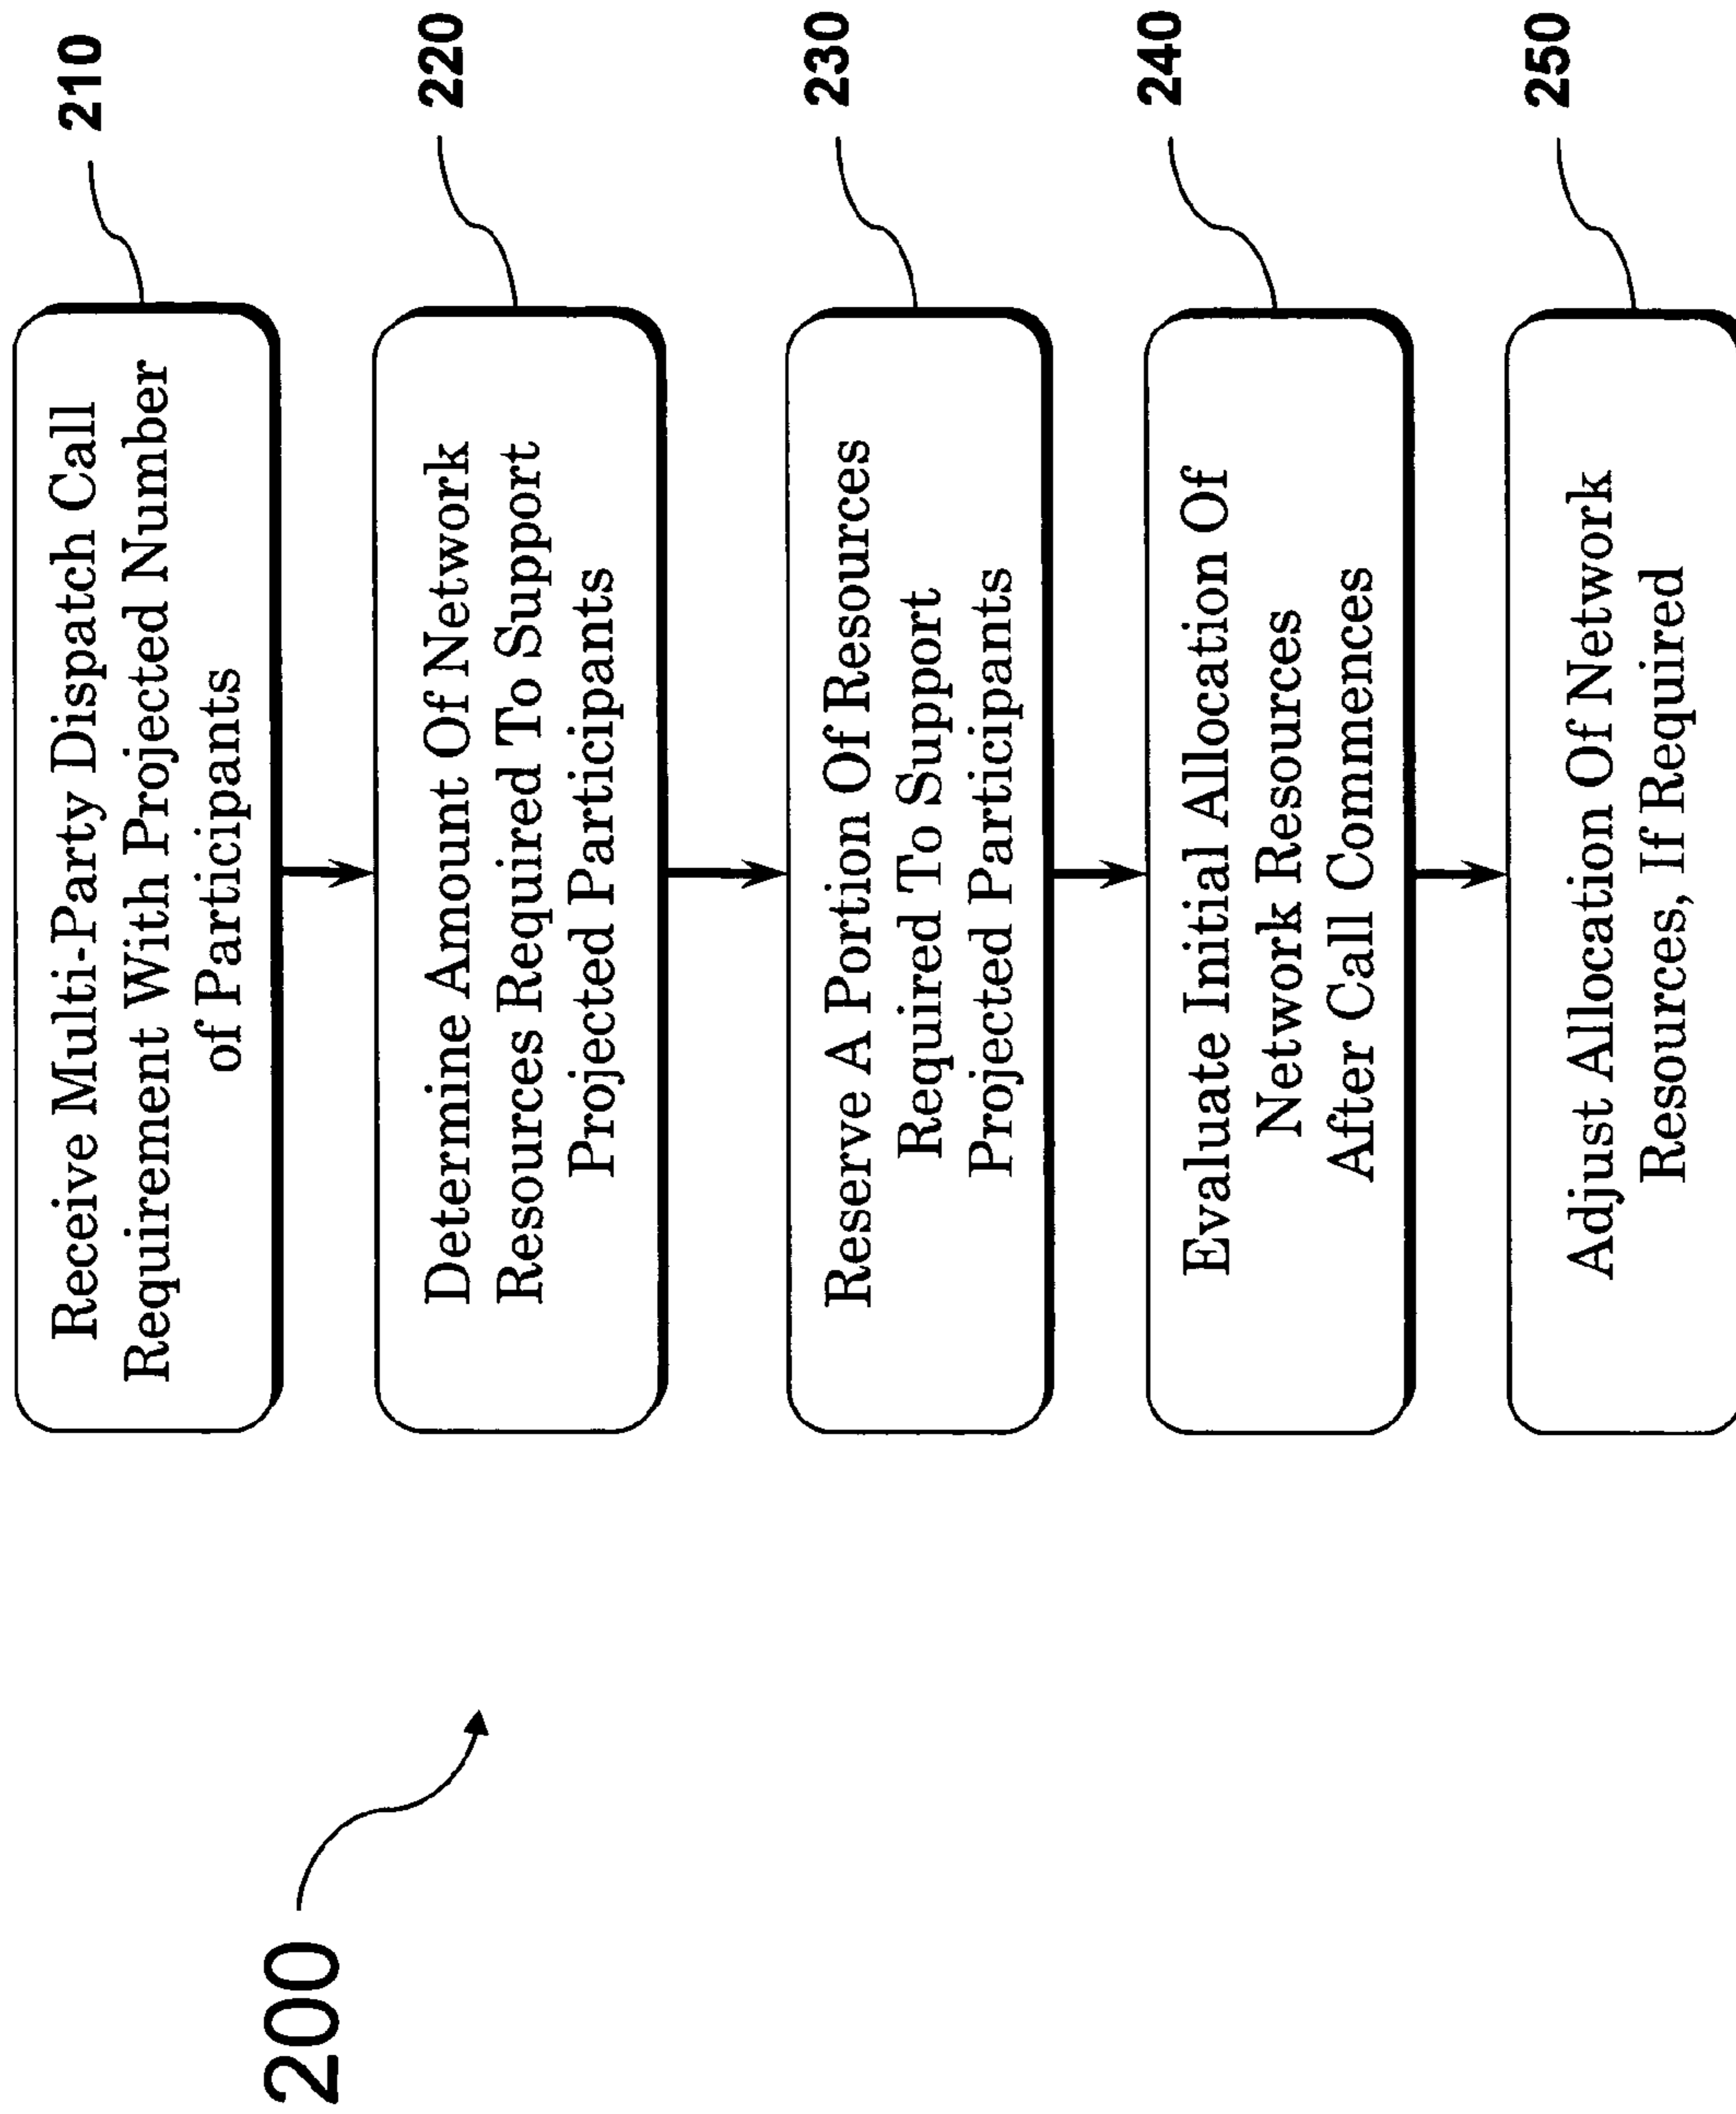 200
Receive Multi-Party Dispatch Call
Requirement With Projected Number
of Participants
210
Determine Amount Of Network
Resources Required To Support
Projected Participants
220
Reserve A Portion Of Resources
Required To Support
Projected Participants
230
Evaluate Initial Allocation Of
Network Resources
After Call Commences
240
Adjust Allocation Of Network
Resources, If Required
250